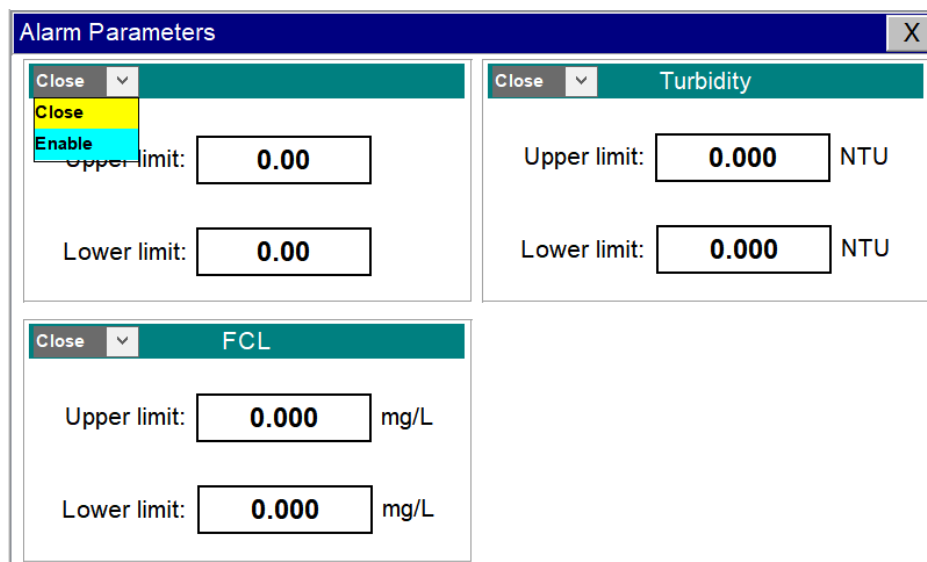 Alarm Parameters X
Close
Close
Enable
Upper limit: 0.00
Lower limit: 0.00
Close Turbidity
Upper limit: 0.000 NTU
Lower limit: 0.000 NTU
Close FCL
Upper limit: 0.000 mg/L
Lower limit: 0.000 mg/L